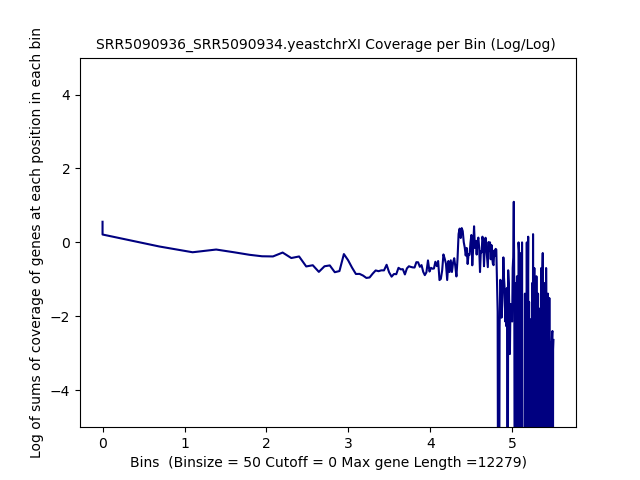 SRR5090936_SRR5090934.yeastchrXI Coverage per Bin (Log/Log)
Log of sums of coverage of genes at each position in each bin
4
2
0
−2
−4
0 1 2 3 4 5
Bins  (Binsize = 50 Cutoff = 0 Max gene Length =12279)